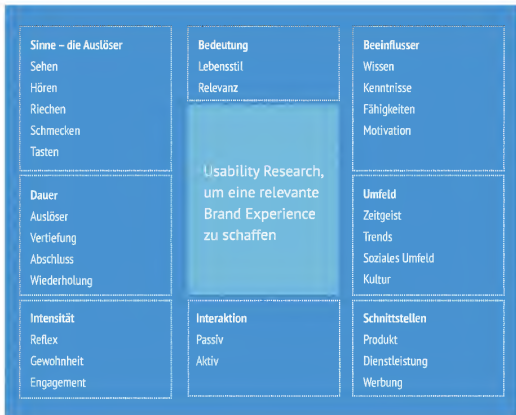 Sinne – die Auslöser
Sehen
Hören
Riechen
Schmecken
Tasten
Bedeutung
Lebensstil
Relevanz
Beeinflusser
Wissen
Kenntnisse
Fähigkeiten
Motivation
Usability Research,
um eine relevante
Brand Experience
zu schaffen
Dauer
Auslöser
Vertiefung
Abschluss
Wiederholung
Umfeld
Zeitgeist
Trends
Soziales Umfeld
Kultur
Intensität
Reflex
Gewohnheit
Engagement
Interaktion
Passiv
Aktiv
Schnittstellen
Produkt
Dienstleistung
Werbung